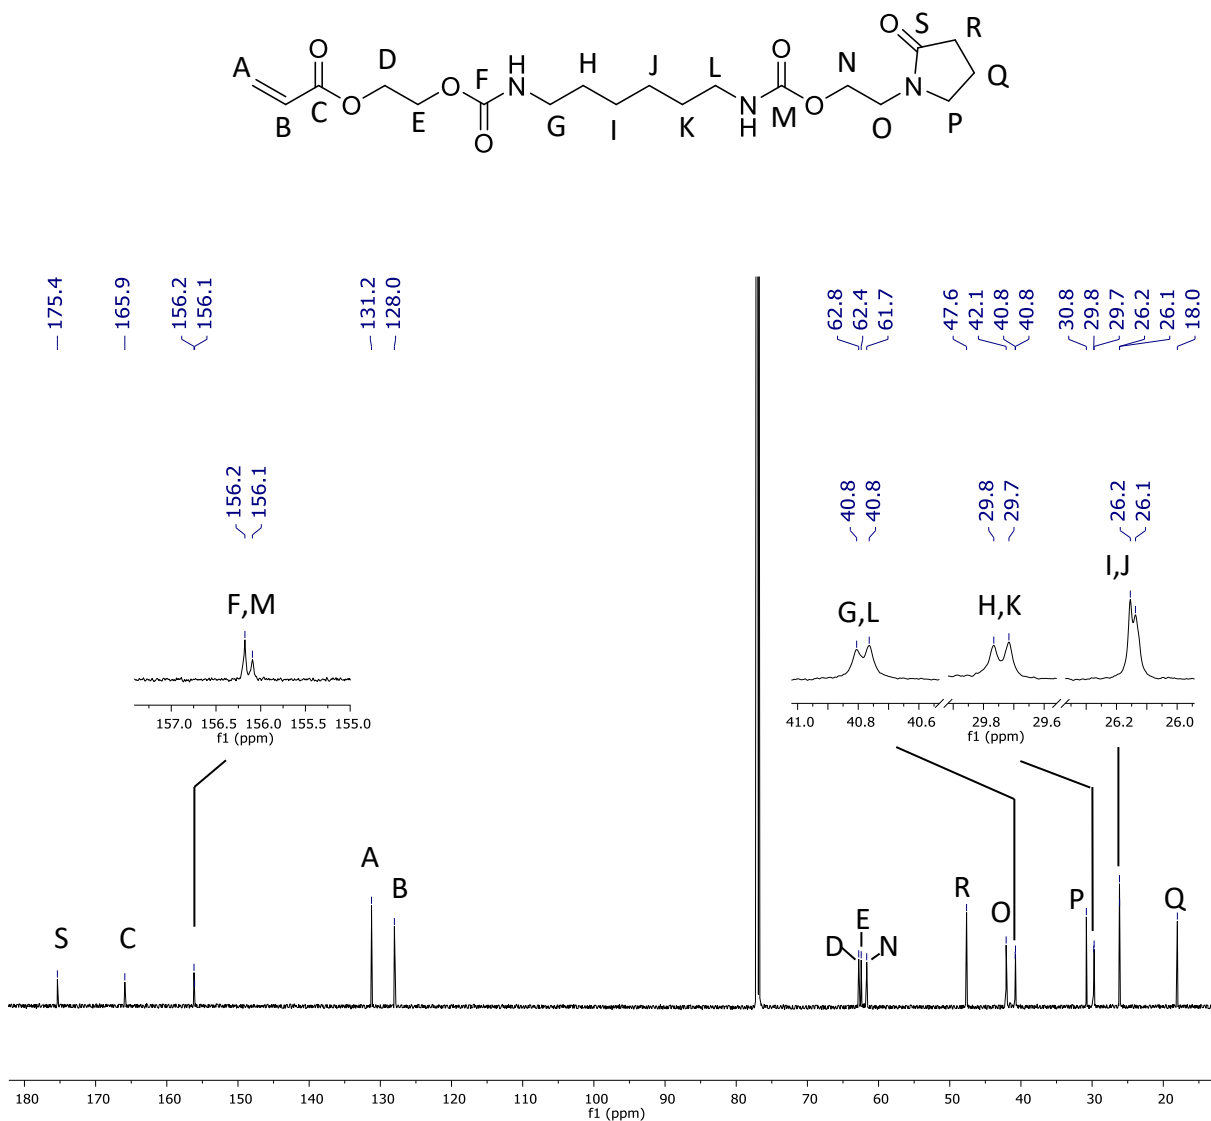 O S R
A O D F H H J L O N Q
O N N
B C O E O G I K H M O O P
O
175.4 165.9 156.2 156.1 131.2 128.0 62.8 62.4 61.7 47.6 42.1 40.8 40.8 30.8 29.8 29.7 26.2 26.1 18.0
156.2 156.1 40.8 40.8 29.8 29.7 26.2 26.1
I,J
F,M G,L H,K
157.0 156.5 156.0 155.5 155.0 41.0 40.8 40.6 29.8 29.6 26.2 26.0
f1 (ppm) f1 (ppm)
A B R P Q
S C D E N O
180 170 160 150 140 130 120 110 100 90 80 70 60 50 40 30 20
f1 (ppm)